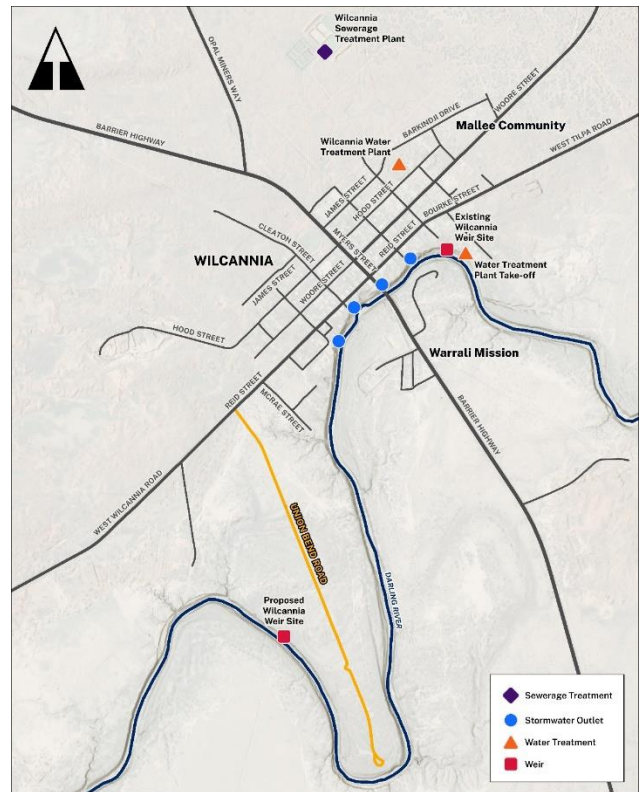 Wilcannia
Sewerage
Treatment Plant
OPAL MINERS WAY
BARRIER HIGHWAY
WOORE STREET
BARKINDJI DRIVE
Mallee Community
WEST TILPA ROAD
Wilcannia Water
Treatment Plant
JAMES STREET
HOOD STREET
BOURKE STREET
CLEATON STREET
MYERS STREET
REID STREET
Existing
Wilcannia
Weir Site
WILCANNIA
JAMES STREET
WOORE STREET
Water Treatment
Plant Take-off
HOOD STREET
Warrali Mission
REID STREET
MCRAE STREET
BARRIER HIGHWAY
WEST WILCANNIA ROAD
UNION BEND ROAD
DARLING RIVER
Proposed
Wilcannia
Weir Site
Sewerage Treatment
Stormwater Outlet
Water Treatment
Weir